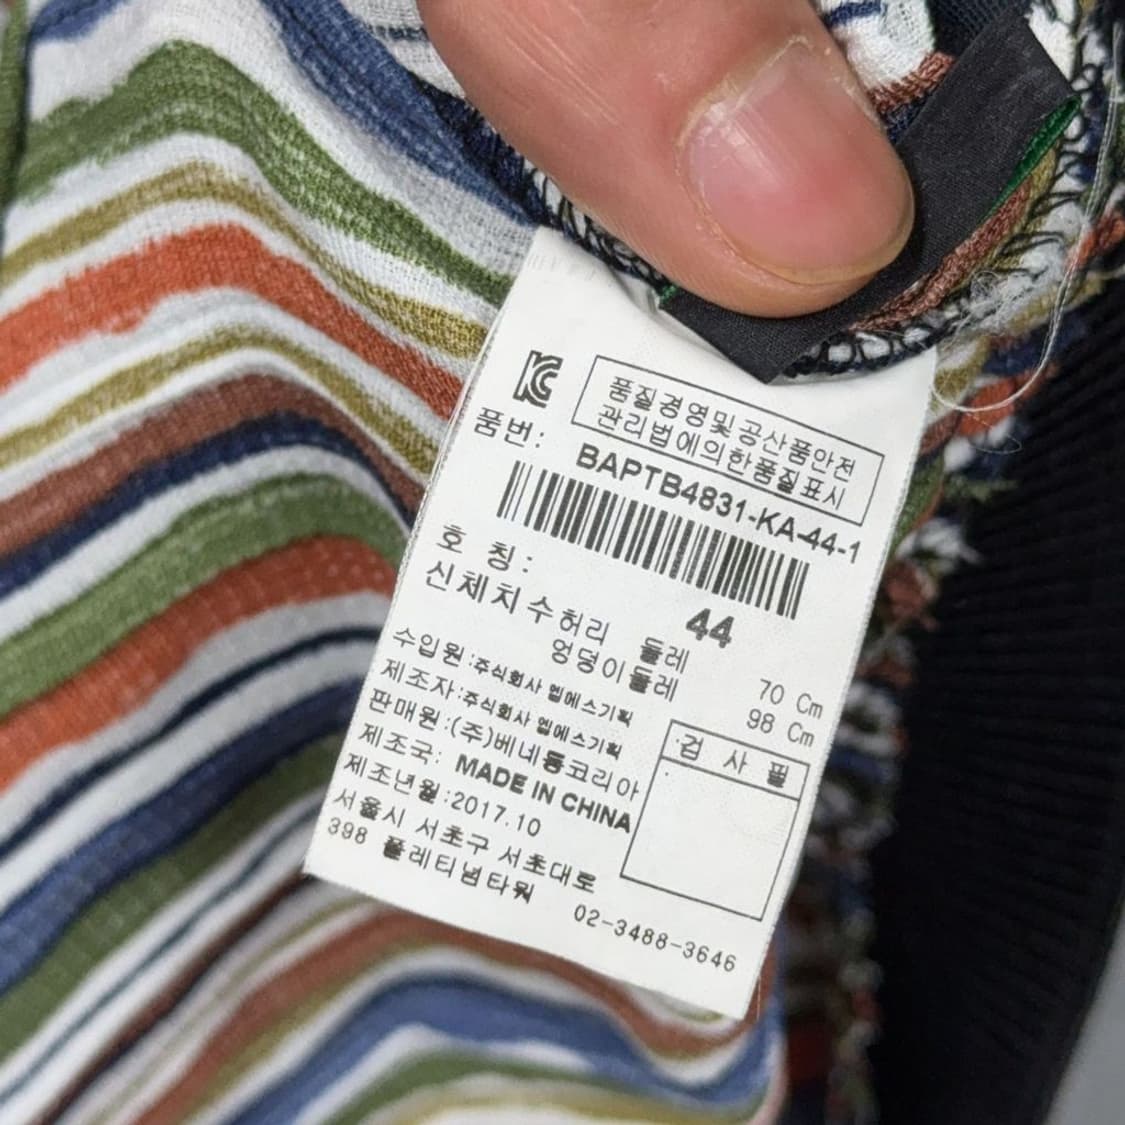 KC
품질경영및공산품안전
관리법에의한품질표시
품번: BAPTB4831-KA-44-1
호 칭: 44
신체치수 허리 둘레 70 Cm
엉덩이둘레 98 Cm
수입원:주식회사 엘에스기획
제조자:주식회사 엘에스기획
판매원:(주)베네통코리아
제조국: MADE IN CHINA
제조년월:2017.10
서울시 서초구 서초대로
398 플레티넘타워
02-3488-3646
검 사 필